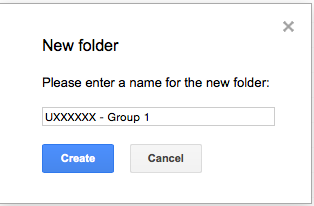 New folder
Please enter a name for the new folder:
UXXXXXX - Group 1
Create Cancel